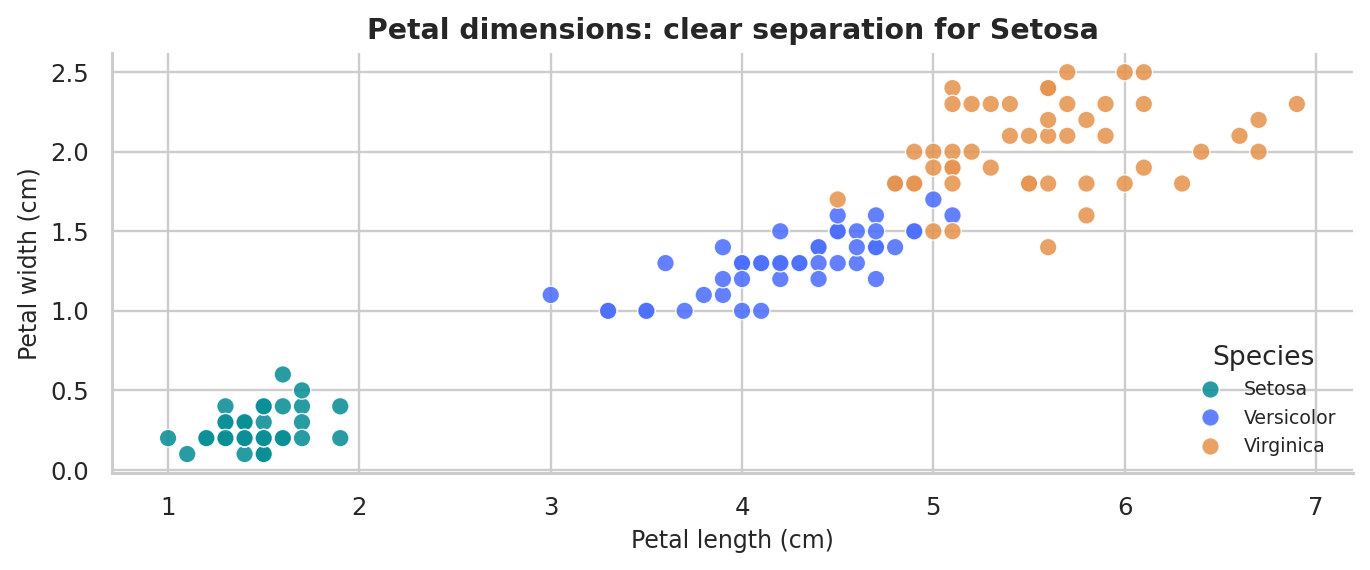 Petal dimensions: clear separation for Setosa
Petal width (cm)
2.5
2.0
1.5
1.0
0.5
0.0
Species
Setosa
Versicolor
Virginica
1 2 3 4 5 6 7
Petal length (cm)